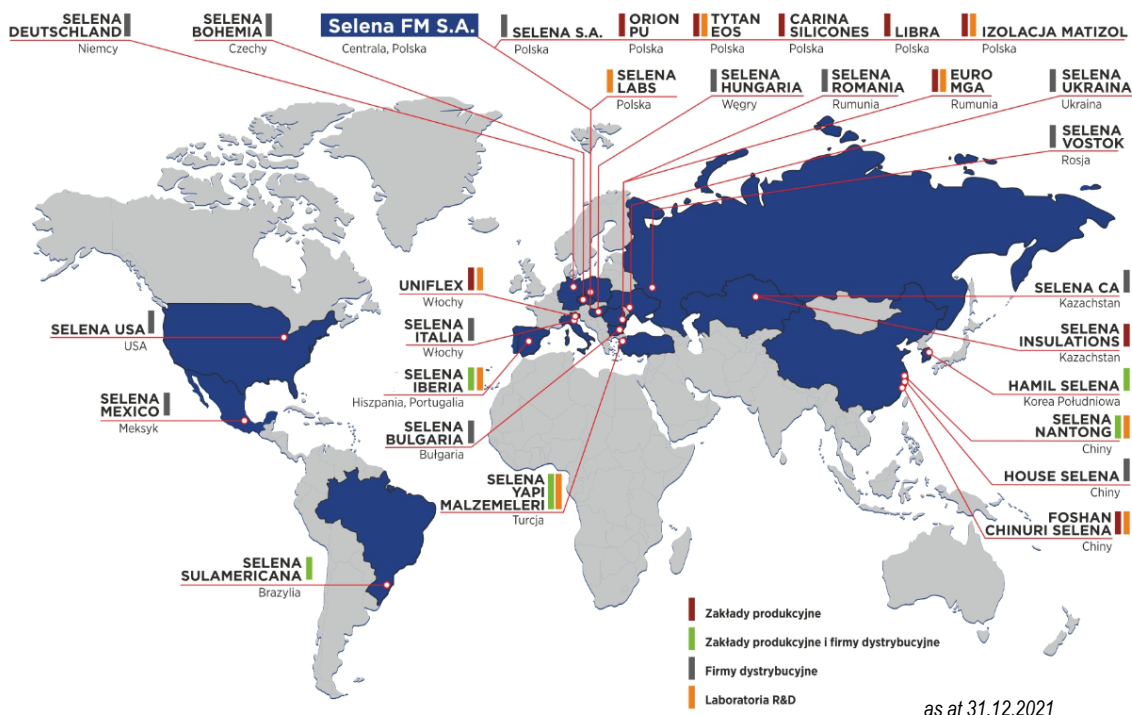 SELENA
DEUTSCHLAND
Niemcy
SELENA
BOHEMIA
Czechy
Selena FM S.A.
Centrala, Polska
SELENA S.A.
Polska
ORION
PU
Polska
TYTAN
EOS
Polska
CARINA
SILICONES
Polska
LIBRA
Polska
IZOLACJA MATIZOL
Polska
SELENA
LABS
Polska
SELENA
HUNGARIA
Węgry
SELENA
ROMANIA
Rumunia
EURO
MGA
Rumunia
SELENA
UKRAINA
Ukraina
SELENA
VOSTOK
Rosja
UNIFLEX
Włochy
SELENA
ITALIA
Włochy
SELENA
IBERIA
Hiszpania, Portugalia
SELENA
BULGARIA
Bułgaria
SELENA
YAPI
MALZEMELERI
Turcja
SELENA USA
USA
SELENA
MEXICO
Meksyk
SELENA
SULAMERICANA
Brazylia
SELENA CA
Kazachstan
SELENA
INSULATIONS
Kazachstan
HAMIL SELENA
Korea Południowa
SELENA
NANTONG
Chiny
HOUSE SELENA
Chiny
FOSHAN
CHINURI SELENA
Chiny
Zakłady produkcyjne
Zakłady produkcyjne i firmy dystrybucyjne
Firmy dystrybucyjne
Laboratoria R&D
as at 31.12.2021